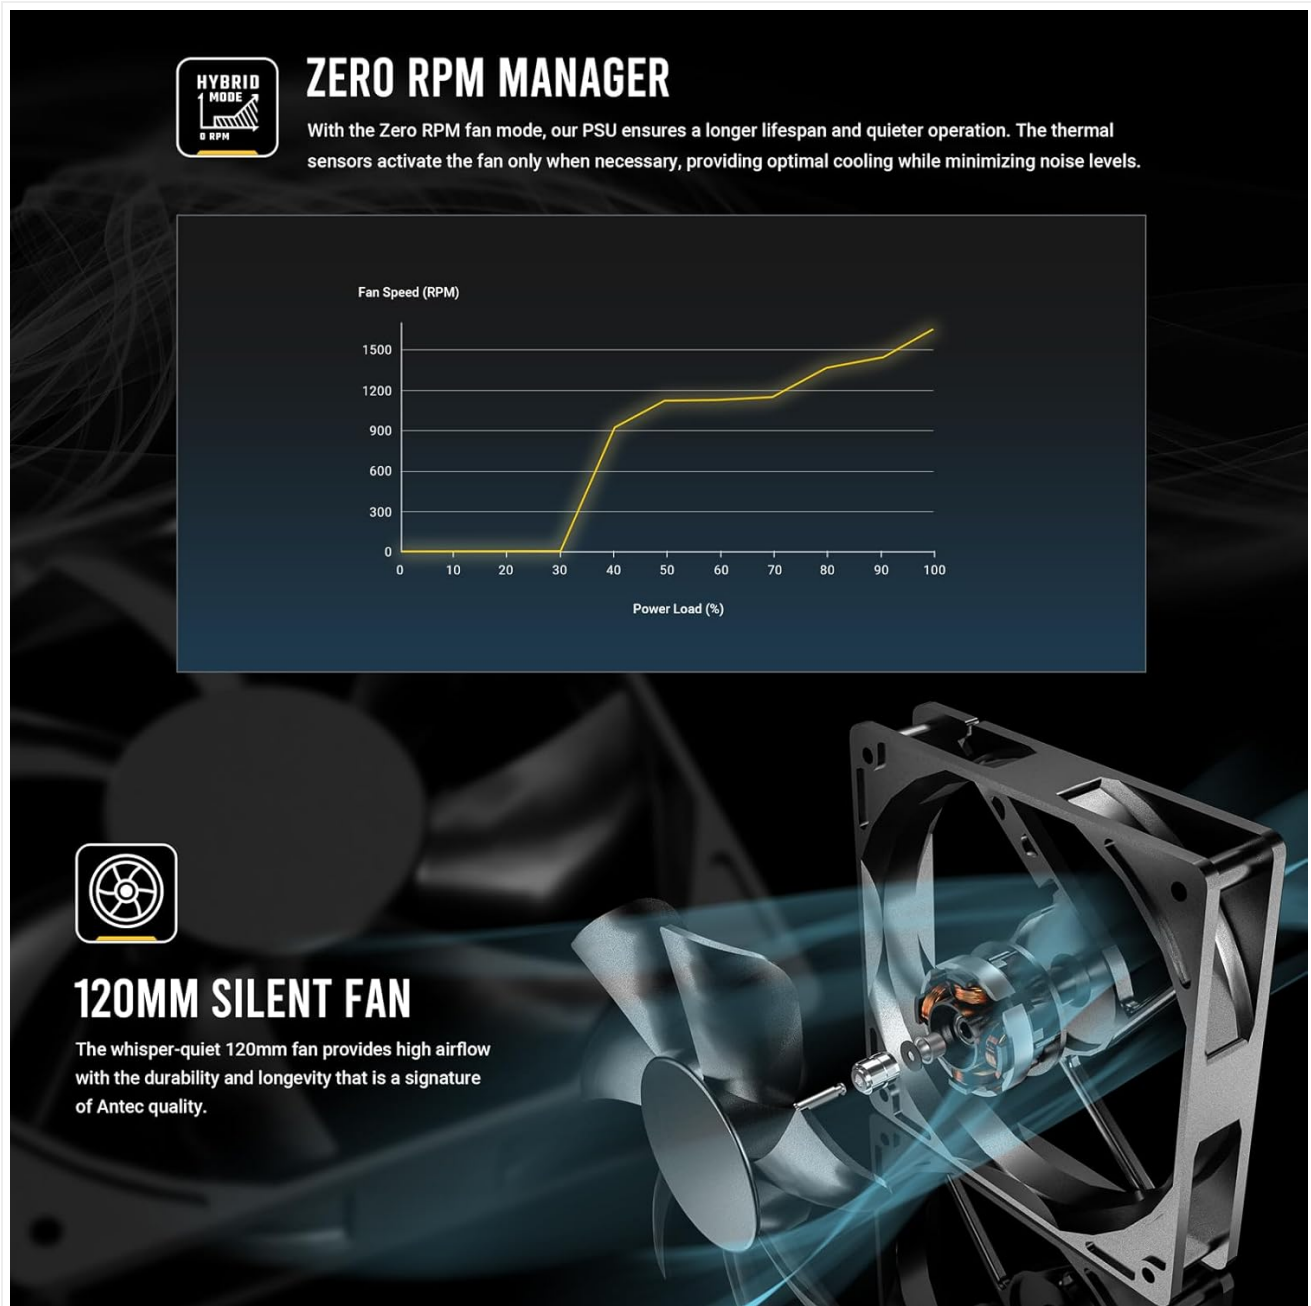 HYBRID
MODE
0 RPM
ZERO RPM MANAGER
With the Zero RPM fan mode, our PSU ensures a longer lifespan and quieter operation. The thermal
sensors activate the fan only when necessary, providing optimal cooling while minimizing noise levels.
Fan Speed (RPM)
1500
1200
900
600
300
0
0 10 20 30 40 50 60 70 80 90 100
Power Load (%)
120MM SILENT FAN
The whisper-quiet 120mm fan provides high airflow
with the durability and longevity that is a signature
of Antec quality.